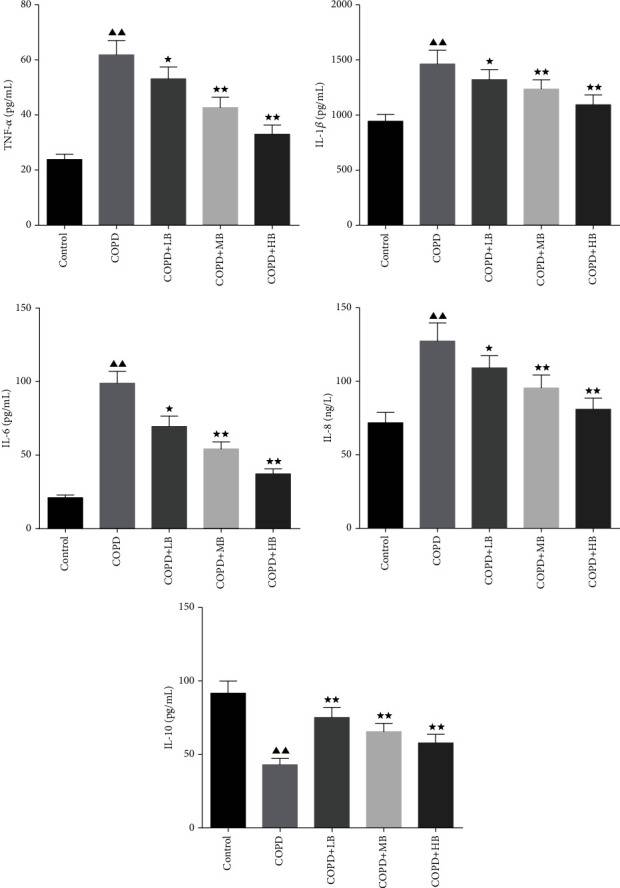 80
60
40
20
0
TNF-α (pg/mL)
▲▲
★
★★
★★
Control
COPD
COPD+LB
COPD+MB
COPD+HB
2000
1500
1000
500
0
IL-1β (pg/mL)
▲▲
★
★★
★★
Control
COPD
COPD+LB
COPD+MB
COPD+HB
150
100
50
0
IL-6 (pg/mL)
▲▲
★
★★
★★
Control
COPD
COPD+LB
COPD+MB
COPD+HB
150
100
50
0
IL-8 (ng/L)
▲▲
★
★★
★★
Control
COPD
COPD+LB
COPD+MB
COPD+HB
150
100
50
0
IL-10 (pg/mL)
▲▲
★★
★★
★★
Control
COPD
COPD+LB
COPD+MB
COPD+HB